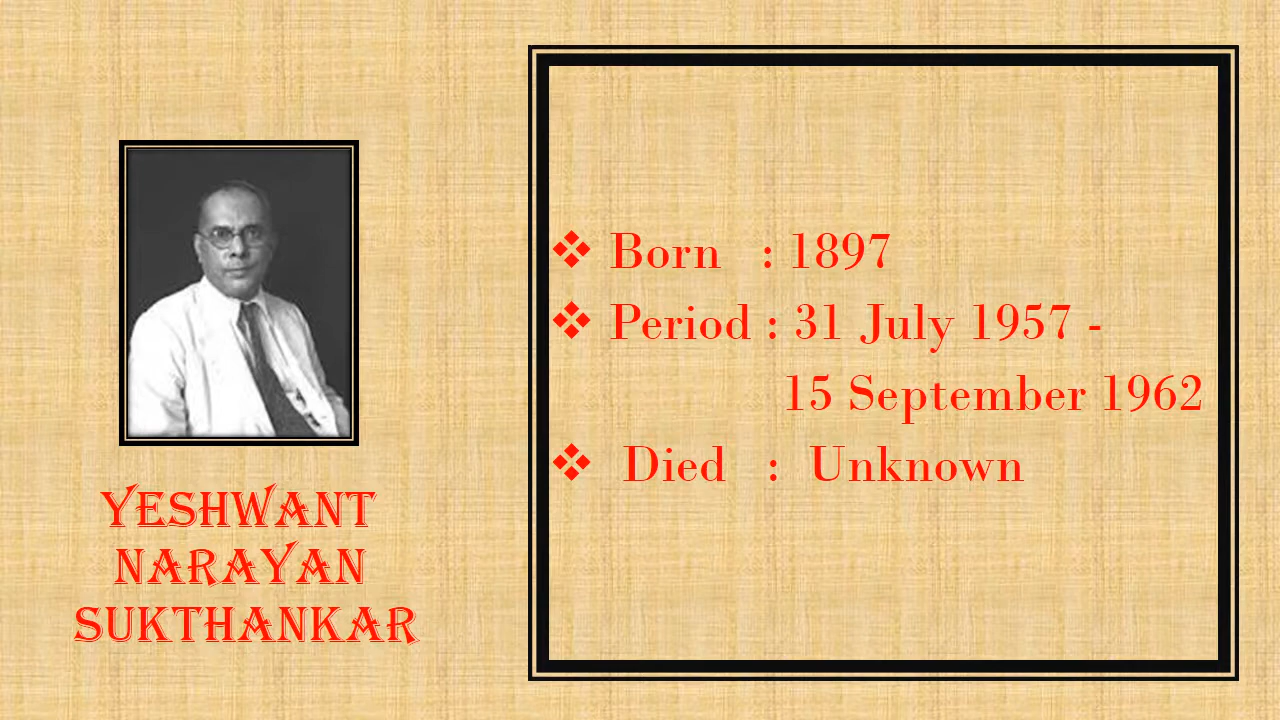 YESHWANT
NARAYAN
SUKTHANKAR
❖ Born : 1897
❖ Period : 31 July 1957 -
15 September 1962
❖ Died : Unknown